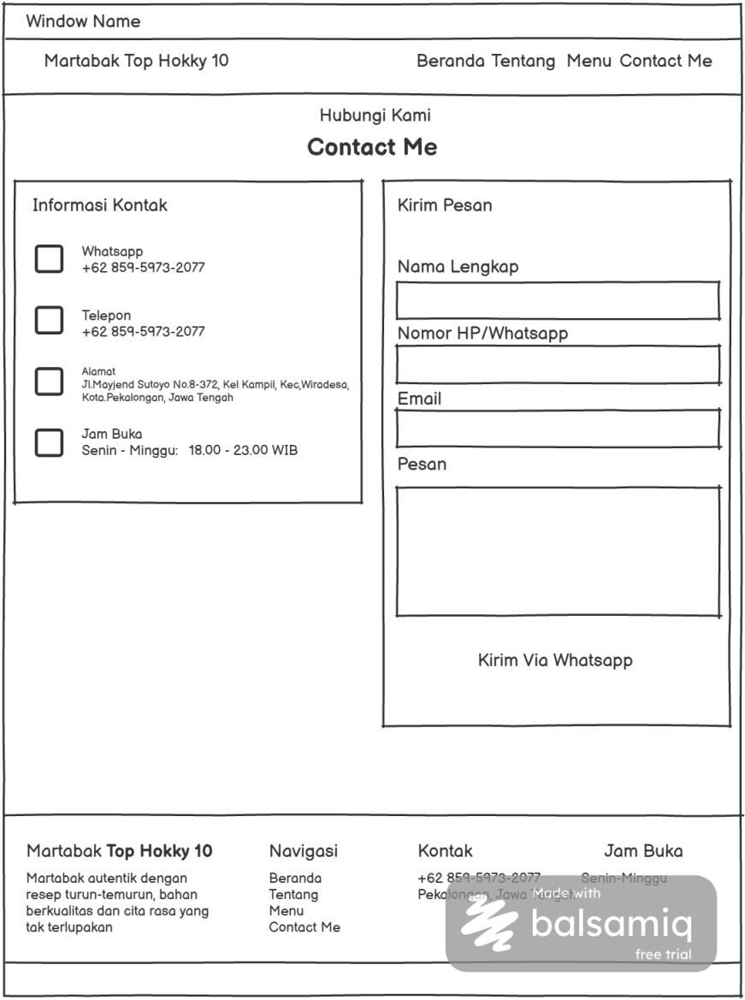 Window Name
Martabak Top Hokky 10
Beranda Tentang Menu Contact Me
Hubungi Kami
Contact Me
Informasi Kontak
Whatsapp
+62 859-5973-2077
Telepon
+62 859-5973-2077
Alamat
Jl.Mayjend Sutoyo No.8-372, Kel Kampil, Kec,Wiradesa,
Kota.Pekalongan, Jawa Tengah
Jam Buka
Senin - Minggu: 18.00 - 23.00 WIB
Kirim Pesan
Nama Lengkap
Nomor HP/Whatsapp
Email
Pesan
Kirim Via Whatsapp
Martabak Top Hokky 10
Martabak autentik dengan
resep turun-temurun, bahan
berkualitas dan cita rasa yang
tak terlupakan
Navigasi
Beranda
Tentang
Menu
Contact Me
Kontak
+62 859-5973-2077
Pekalongan, Jawa Tengah
Jam Buka
Senin-Minggu
Made with
balsamiq
free trial